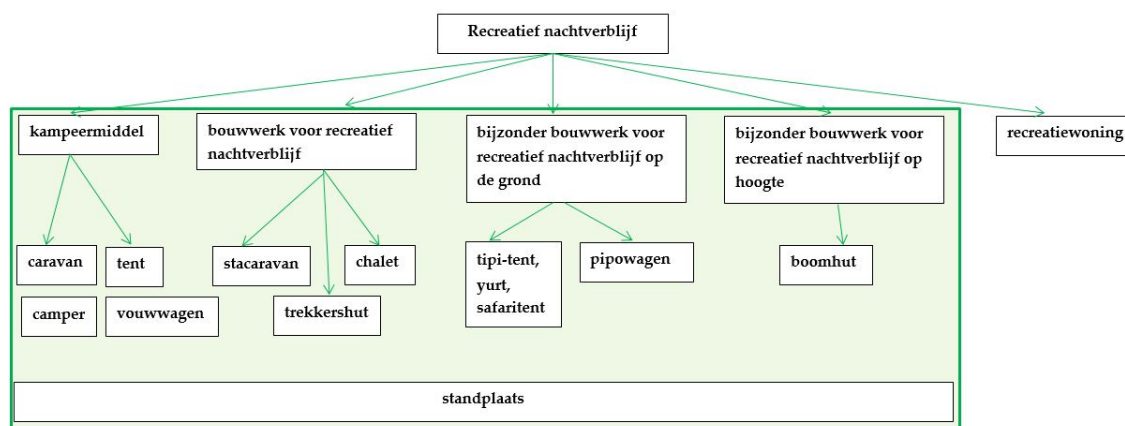 Recreatief nachtverblijf
kampeermiddel
bouwwerk voor recreatief
nachtverblijf
bijzonder bouwwerk voor
recreatief nachtverblijf op
de grond
bijzonder bouwwerk voor
recreatief nachtverblijf op
hoogte
recreatiewoning
caravan
tent
stacaravan
chalet
tipi-tent,
yurt,
safaritent
pipowagen
boomhut
camper
vouwwagen
trekkershut
standplaats